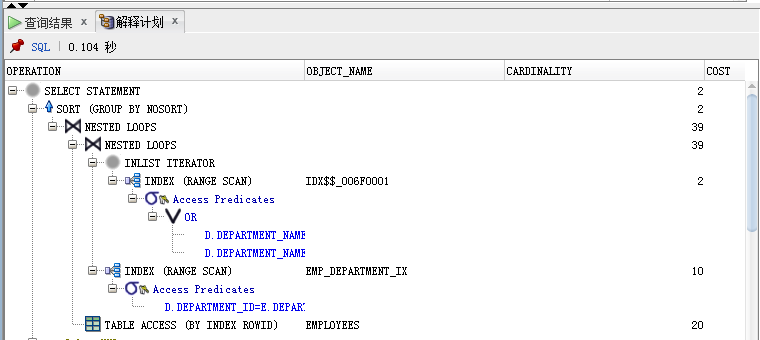 查询结果 × 解释计划 ×
SQL | 0.104 秒
OPERATION OBJECT_NAME CARDINALITY COST
SELECT STATEMENT 2
SORT (GROUP BY NOSORT) 2
NESTED LOOPS 39
NESTED LOOPS 39
INLIST ITERATOR
INDEX (RANGE SCAN) IDX$$_006F0001 2
Access Predicates
OR
D.DEPARTMENT_NAME
D.DEPARTMENT_NAME
INDEX (RANGE SCAN) EMP_DEPARTMENT_IX 10
Access Predicates
D.DEPARTMENT_ID=E.DEPAR
TABLE ACCESS (BY INDEX ROWID) EMPLOYEES 20